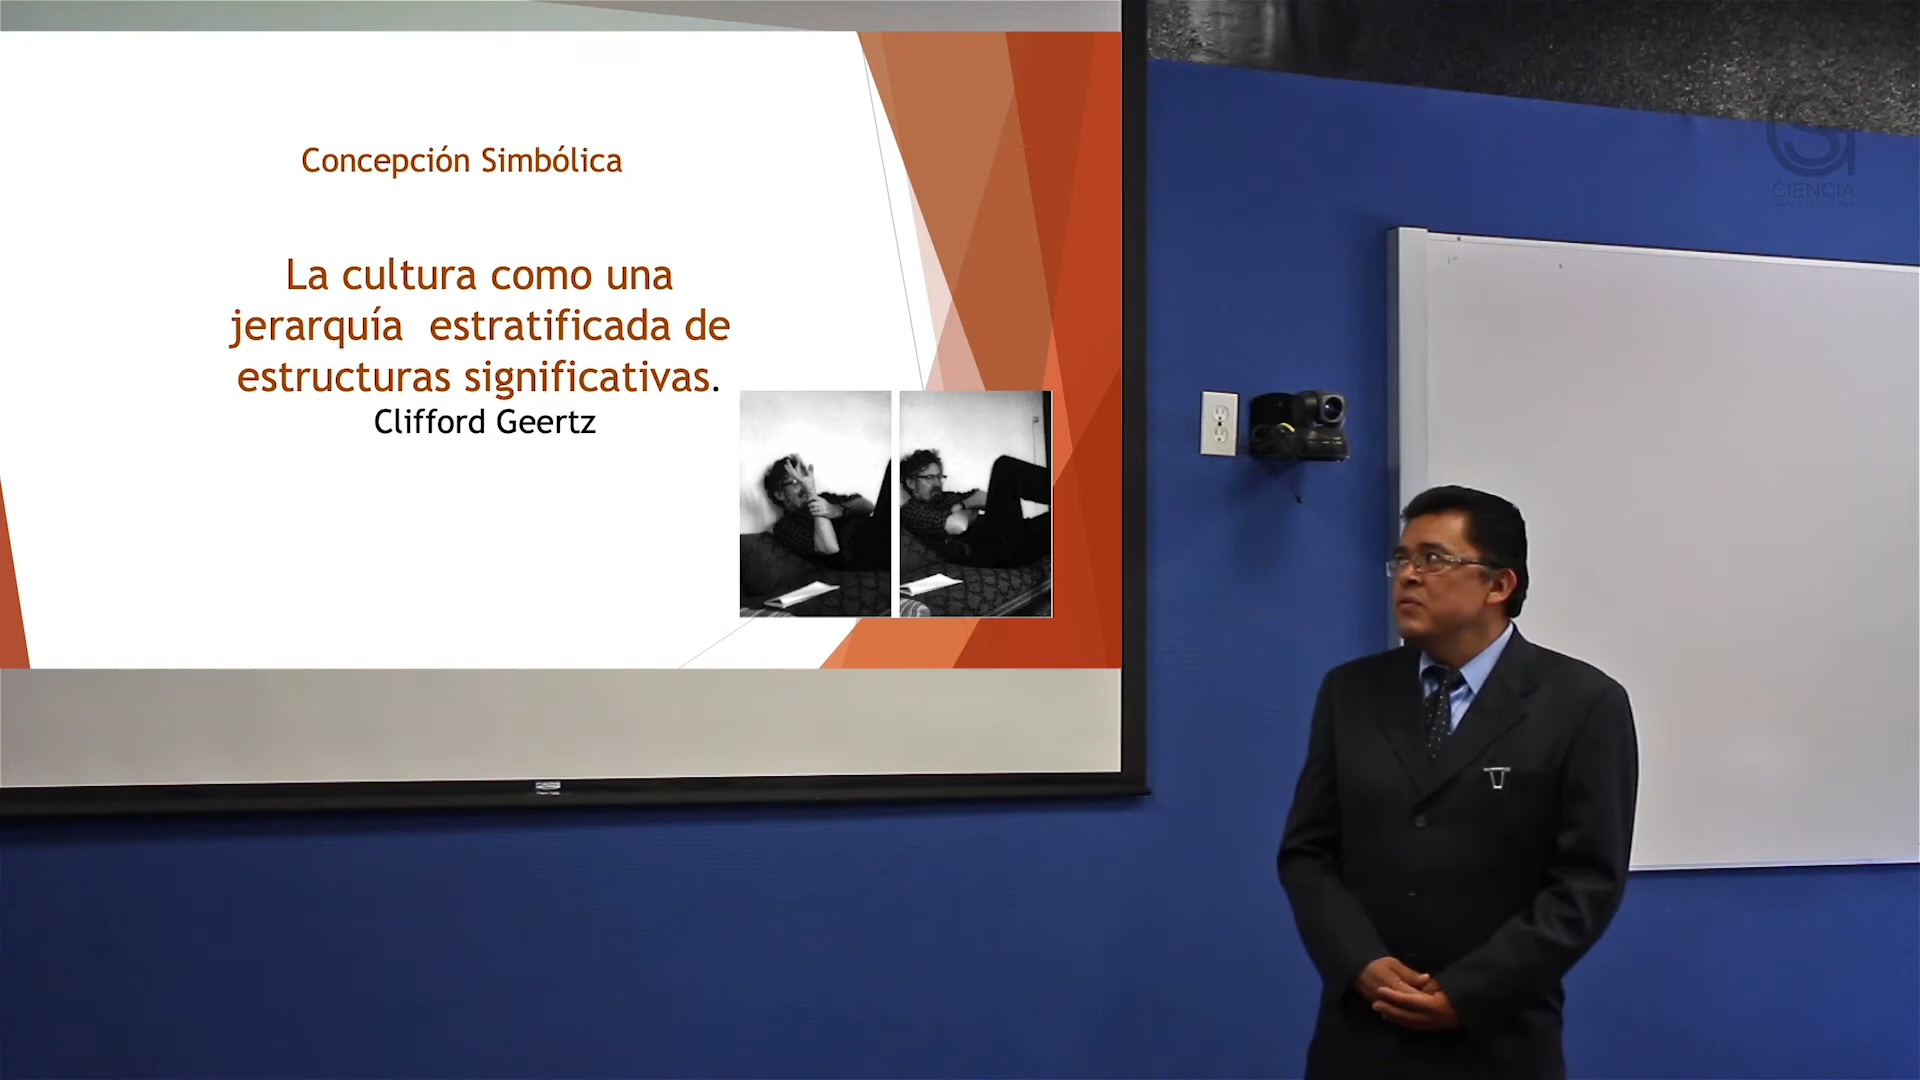 Concepción Simbólica
La cultura como una
jerarquía estratificada de
estructuras significativas.
Clifford Geertz
CIENCIA